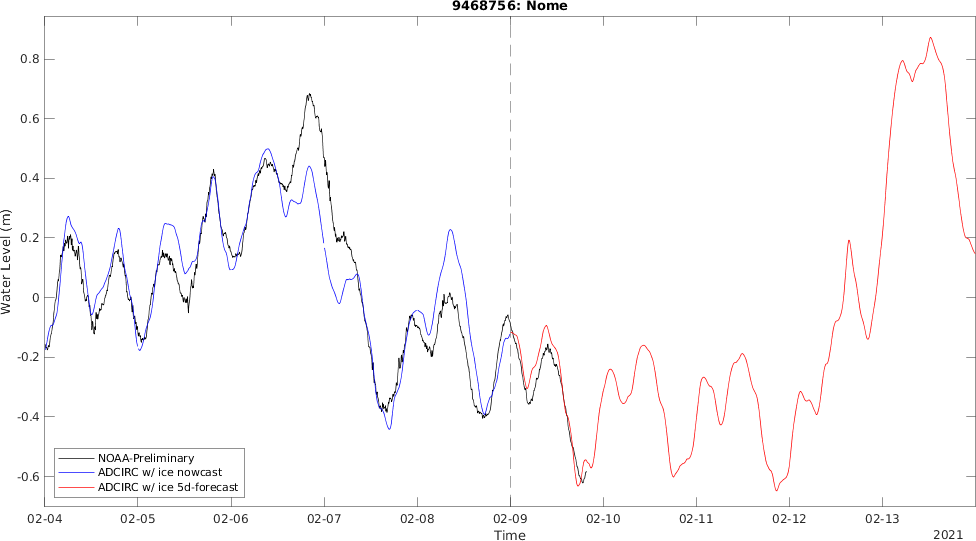 9468756: Nome
Water Level (m)
0.8
0.6
0.4
0.2
0
-0.2
-0.4
-0.6
NOAA-Preliminary
ADCIRC w/ ice nowcast
ADCIRC w/ ice 5d-forecast
02-04 02-05 02-06 02-07 02-08 02-09 02-10 02-11 02-12 02-13
Time
2021